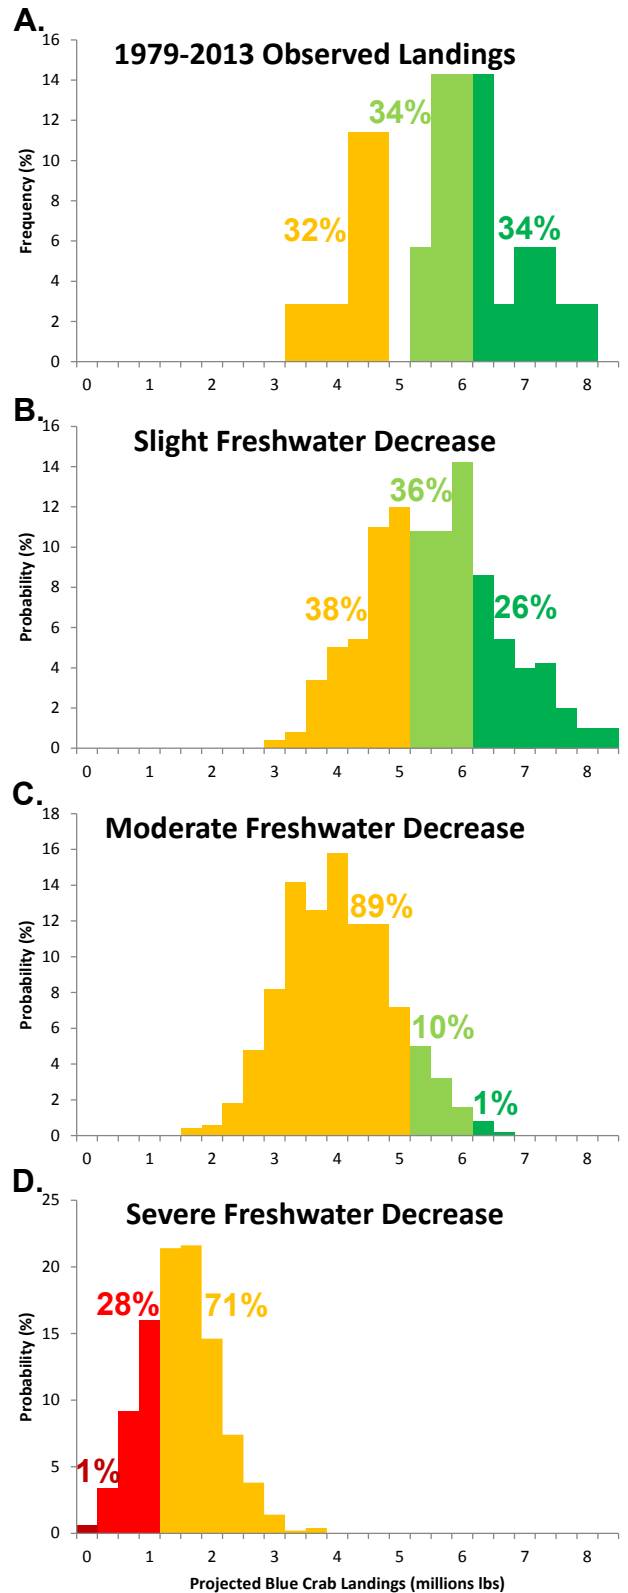 A.
1979-2013 Observed Landings
Frequency (%)
16
14
12
10
8
6
4
2
0
32%
34%
34%
0 1 2 3 4 5 6 7 8
B.
Slight Freshwater Decrease
Probability (%)
16
14
12
10
8
6
4
2
0
38%
36%
26%
0 1 2 3 4 5 6 7 8
C.
Moderate Freshwater Decrease
Probability (%)
18
16
14
12
10
8
6
4
2
0
89%
10%
1%
0 1 2 3 4 5 6 7 8
D.
Severe Freshwater Decrease
Probability (%)
25
20
15
10
5
0
1%
28%
71%
0 1 2 3 4 5 6 7 8
Projected Blue Crab Landings (millions lbs)